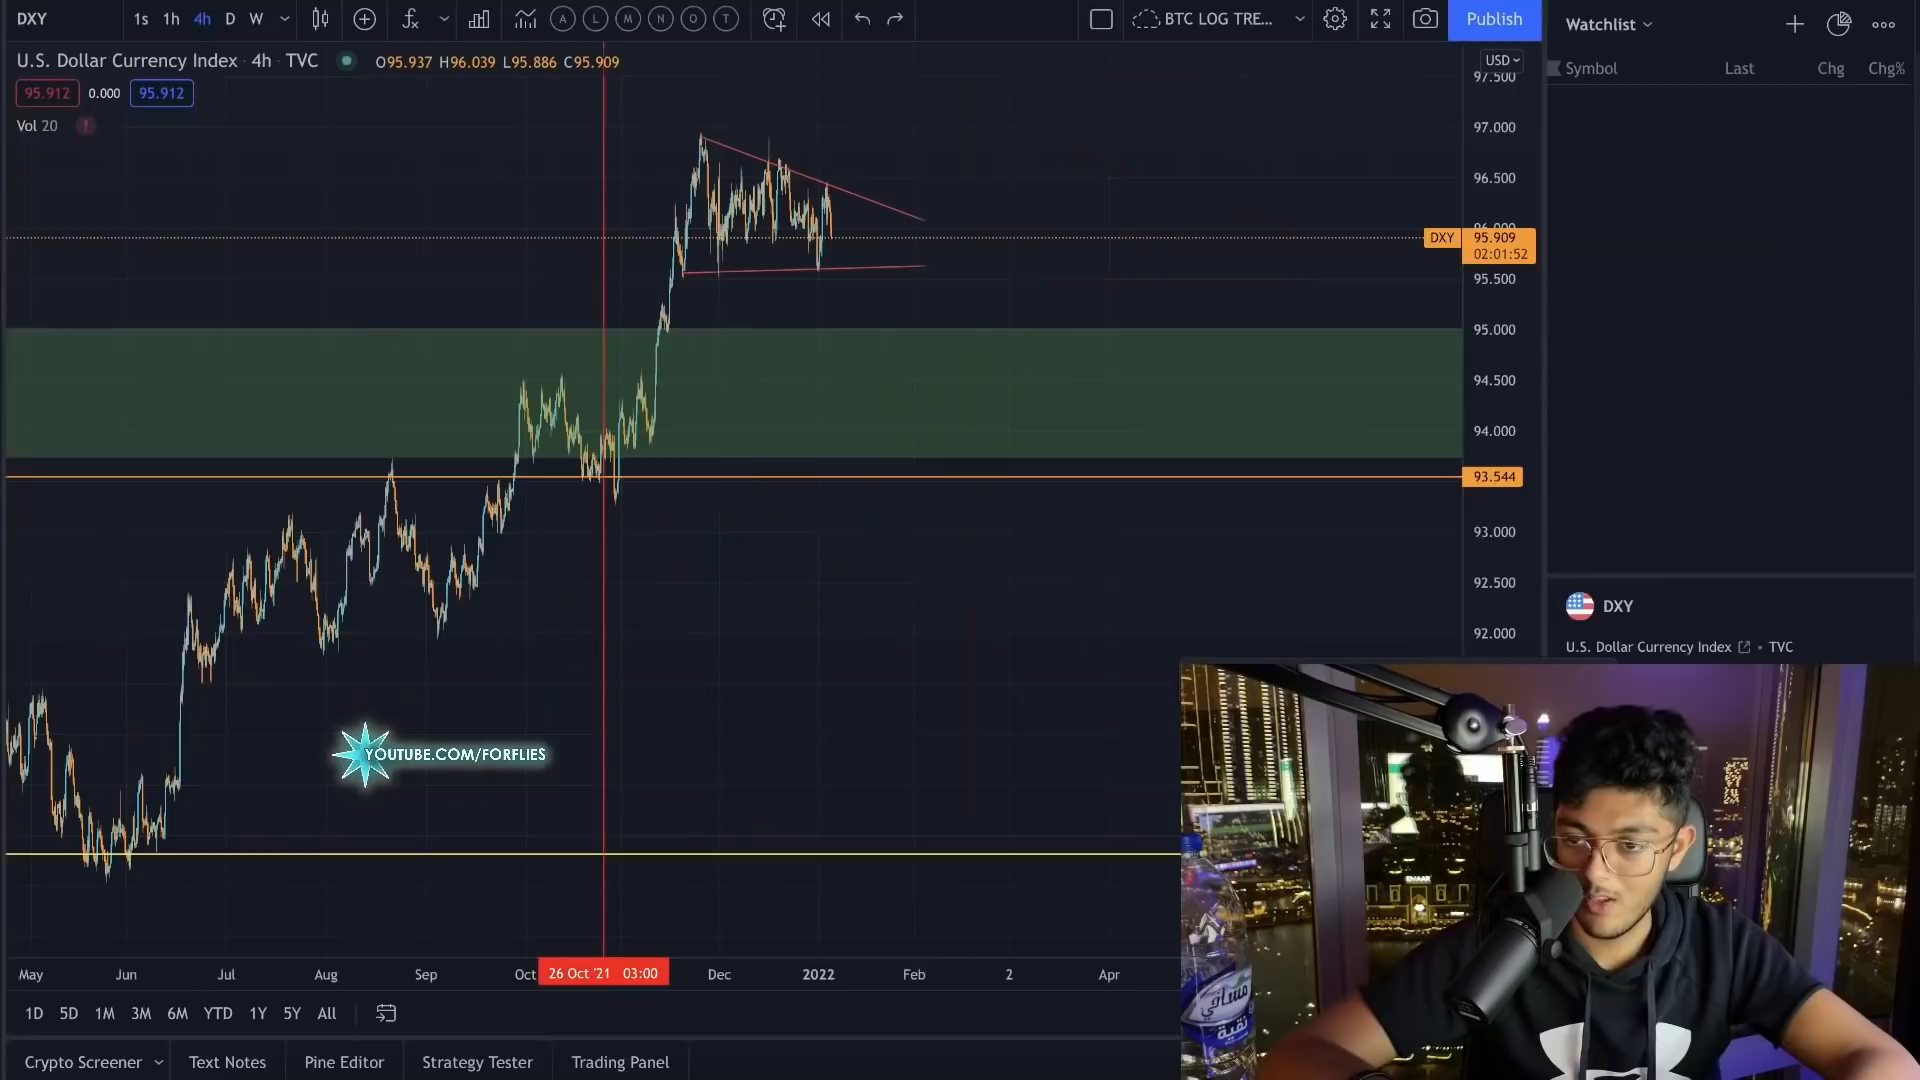 DXY
1s 1h 4h D W
A L M N O T
BTC LOG TRE...
Publish
Watchlist
U.S. Dollar Currency Index · 4h · TVC
O95.937 H96.039 L95.886 C95.909
95.912 0.000 95.912
Vol 20
Symbol Last Chg Chg%
USD
97.500
97.000
96.500
96.000
DXY 95.909
02:01:52
95.500
95.000
94.500
94.000
93.544
93.000
92.500
92.000
DXY
U.S. Dollar Currency Index · TVC
YOUTUBE.COM/FORFLIES
EMAAR
مسافي
نقية
May Jun Jul Aug Sep Oct 26 Oct '21 03:00 Dec 2022 Feb 2 Apr
1D 5D 1M 3M 6M YTD 1Y 5Y All
Crypto Screener Text Notes Pine Editor Strategy Tester Trading Panel